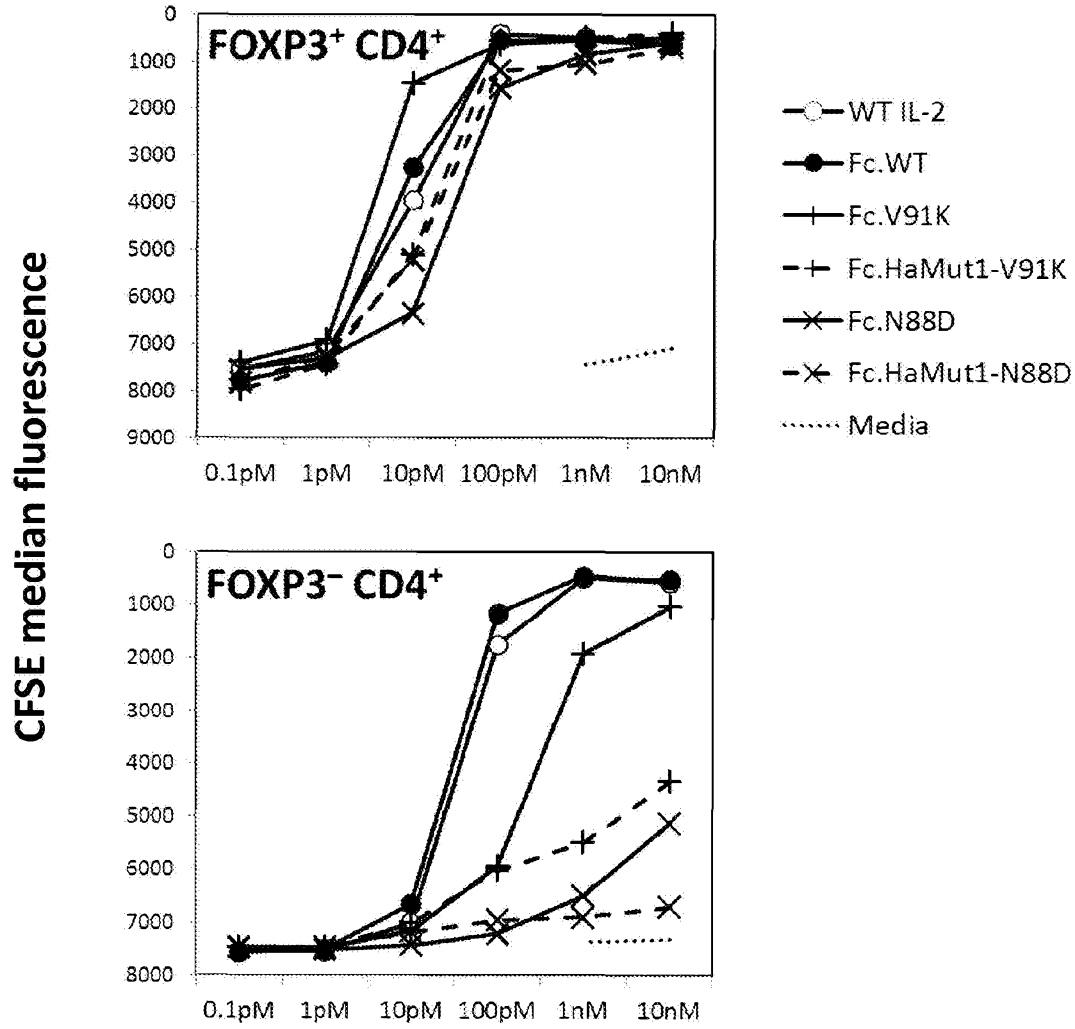 CFSE median fluorescence
FOXP3⁺ CD4⁺
0
1000
2000
3000
4000
5000
6000
7000
8000
9000
0.1pM 1pM 10pM 100pM 1nM 10nM
WT IL-2
Fc.WT
Fc.V91K
Fc.HaMut1-V91K
Fc.N88D
Fc.HaMut1-N88D
Media
FOXP3⁻ CD4⁺
0
1000
2000
3000
4000
5000
6000
7000
8000
0.1pM 1pM 10pM 100pM 1nM 10nM